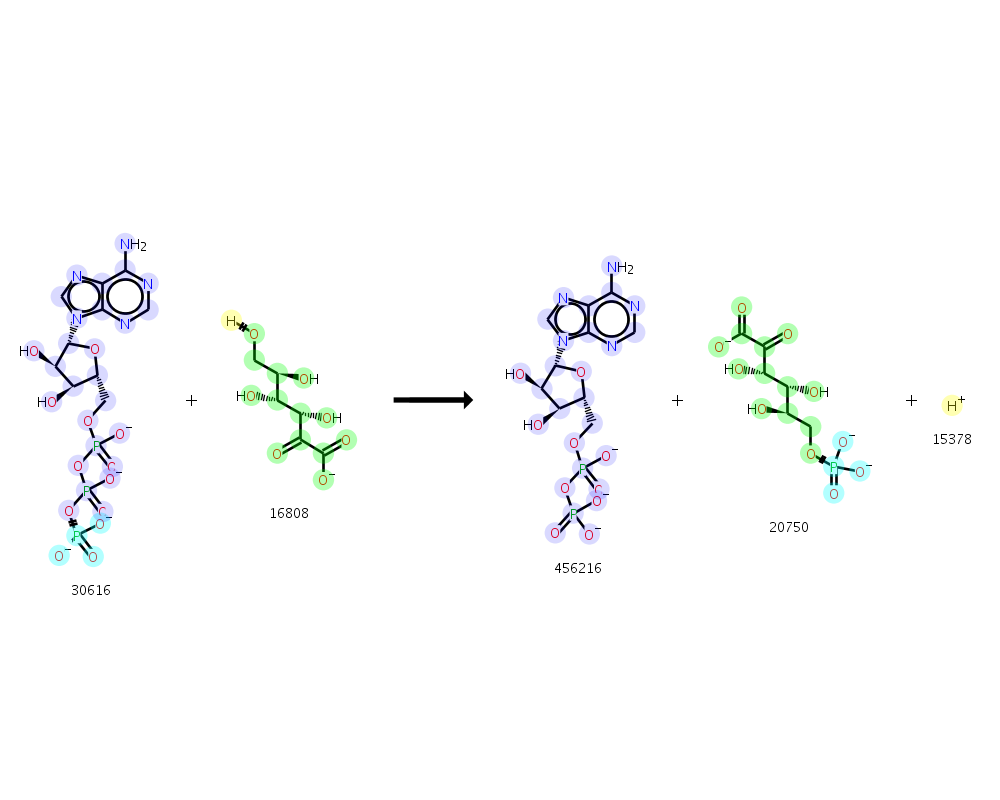 NH₂
N N N N
HO O HO
O O⁻ P O O O⁻ P O O O⁻ P O⁻ O
30616
+
H O OH HO OH O O O⁻
16808
+
NH₂
N N N N
HO O HO
O O⁻ P O O O⁻ P O O⁻
456216
+
O O⁻ O HO OH HO O O⁻ P O⁻ O
20750
+
H⁺
15378